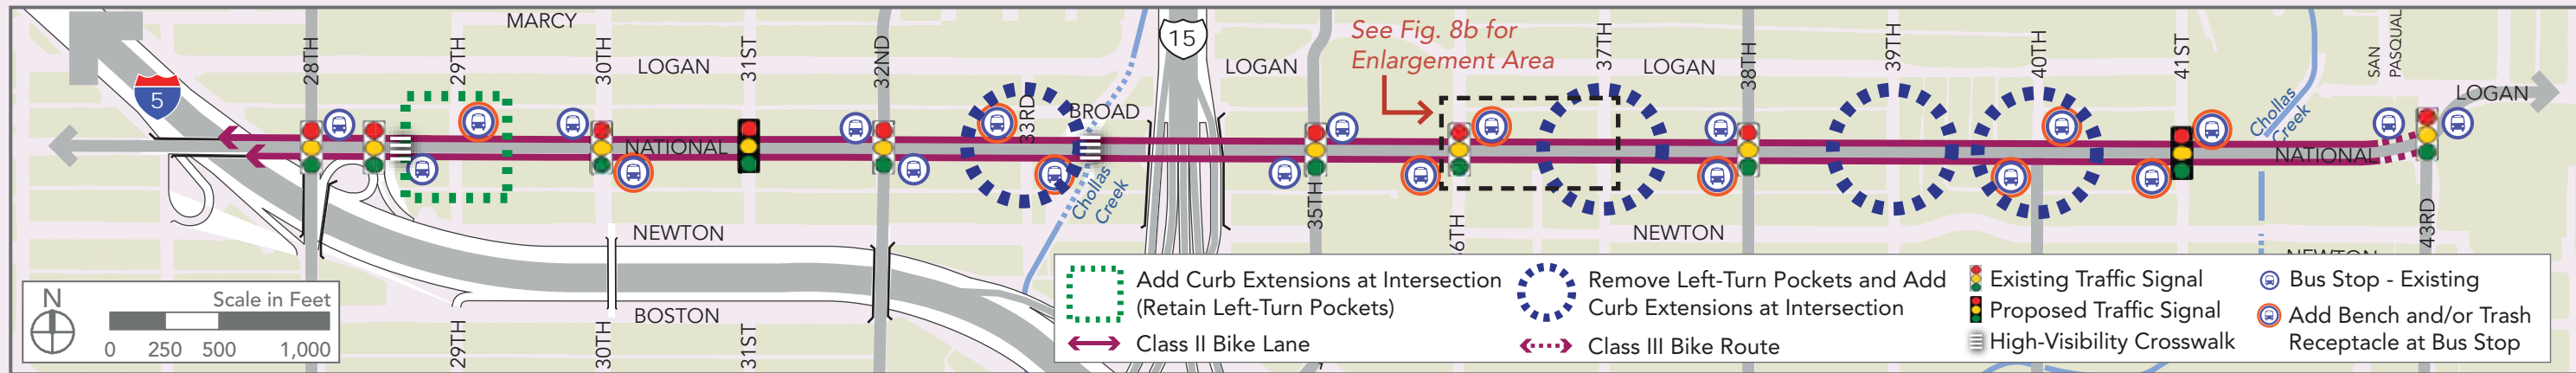 MARCY
5
28TH
29TH
30TH
LOGAN
31ST
32ND
33RD
BROAD
15
LOGAN
See Fig. 8b for
Enlargement Area
37TH
LOGAN
38TH
39TH
40TH
41ST
Chollas
Creek
SAN
PASQUAL
LOGAN
NATIONAL
NATIONAL
Chollas
Creek
35TH
6TH
43RD
NEWTON
NEWTON
NEWTON
BOSTON
29TH
30TH
31ST
N
Scale in Feet
0 250 500 1,000
Add Curb Extensions at Intersection
(Retain Left-Turn Pockets)
Class II Bike Lane
Remove Left-Turn Pockets and Add
Curb Extensions at Intersection
Class III Bike Route
Existing Traffic Signal
Proposed Traffic Signal
High-Visibility Crosswalk
Bus Stop - Existing
Add Bench and/or Trash
Receptacle at Bus Stop